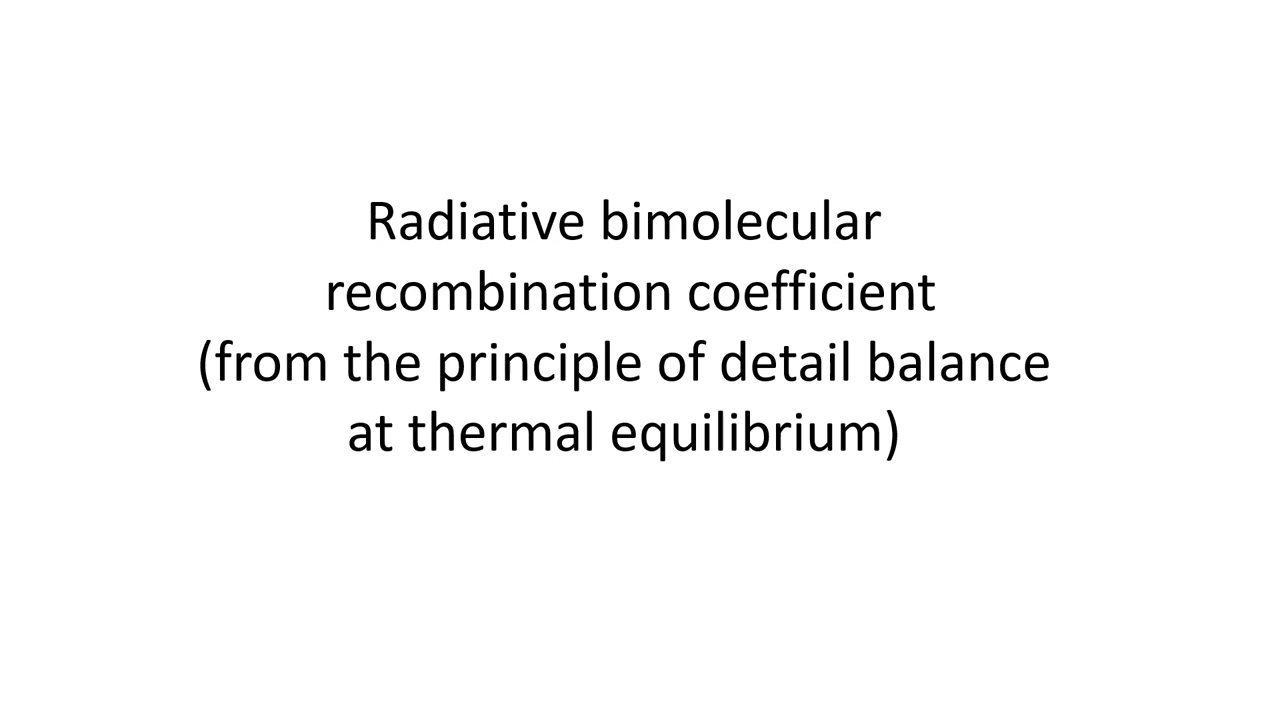 Radiative bimolecular
recombination coefficient
(from the principle of detail balance
at thermal equilibrium)